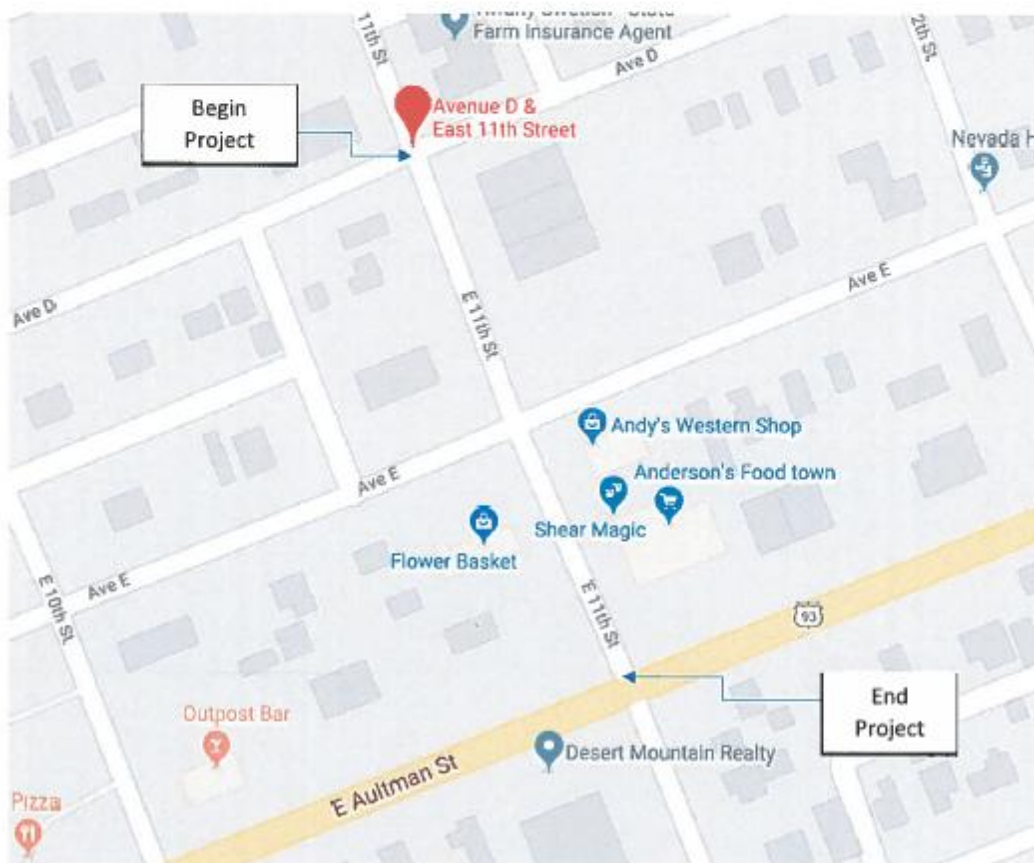 11th St.
Farm Insurance Agent
Ave D
2th St.
Begin
Project
Avenue D &
East 11th Street
Nevada H
Ave E
E 11th St.
Ave D
Andy's Western Shop
Ave E
Anderson's Food town
Shear Magic
Flower Basket
E 10th St.
Ave E
E 11th St.
93
End
Project
Outpost Bar
Desert Mountain Realty
E Aultman St
Pizza